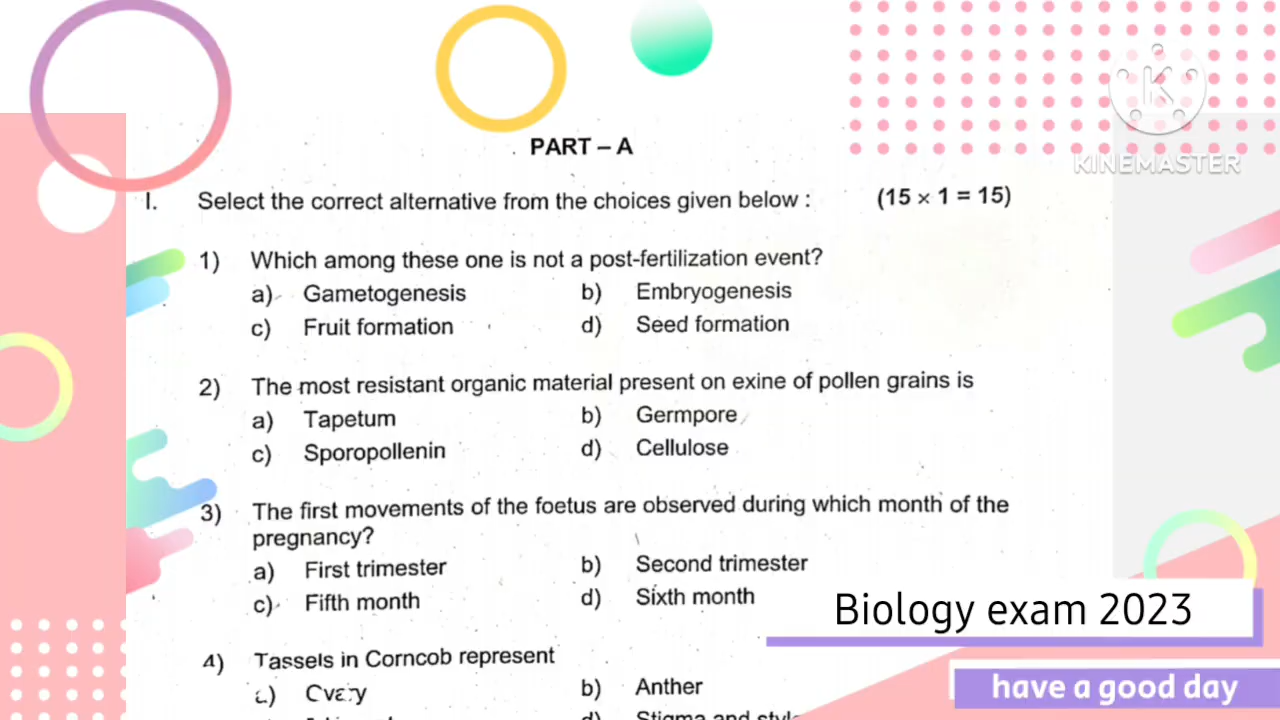 KINEMASTER
PART – A
I. Select the correct alternative from the choices given below : (15 × 1 = 15)
1) Which among these one is not a post-fertilization event?
a) Gametogenesis b) Embryogenesis
c) Fruit formation d) Seed formation
2) The most resistant organic material present on exine of pollen grains is
a) Tapetum b) Germpore
c) Sporopollenin d) Cellulose
3) The first movements of the foetus are observed during which month of the
pregnancy?
a) First trimester b) Second trimester
c) Fifth month d) Sixth month
4) Tassels in Corncob represent
b) Anther
d) Stigma and style
Biology exam 2023
have a good day